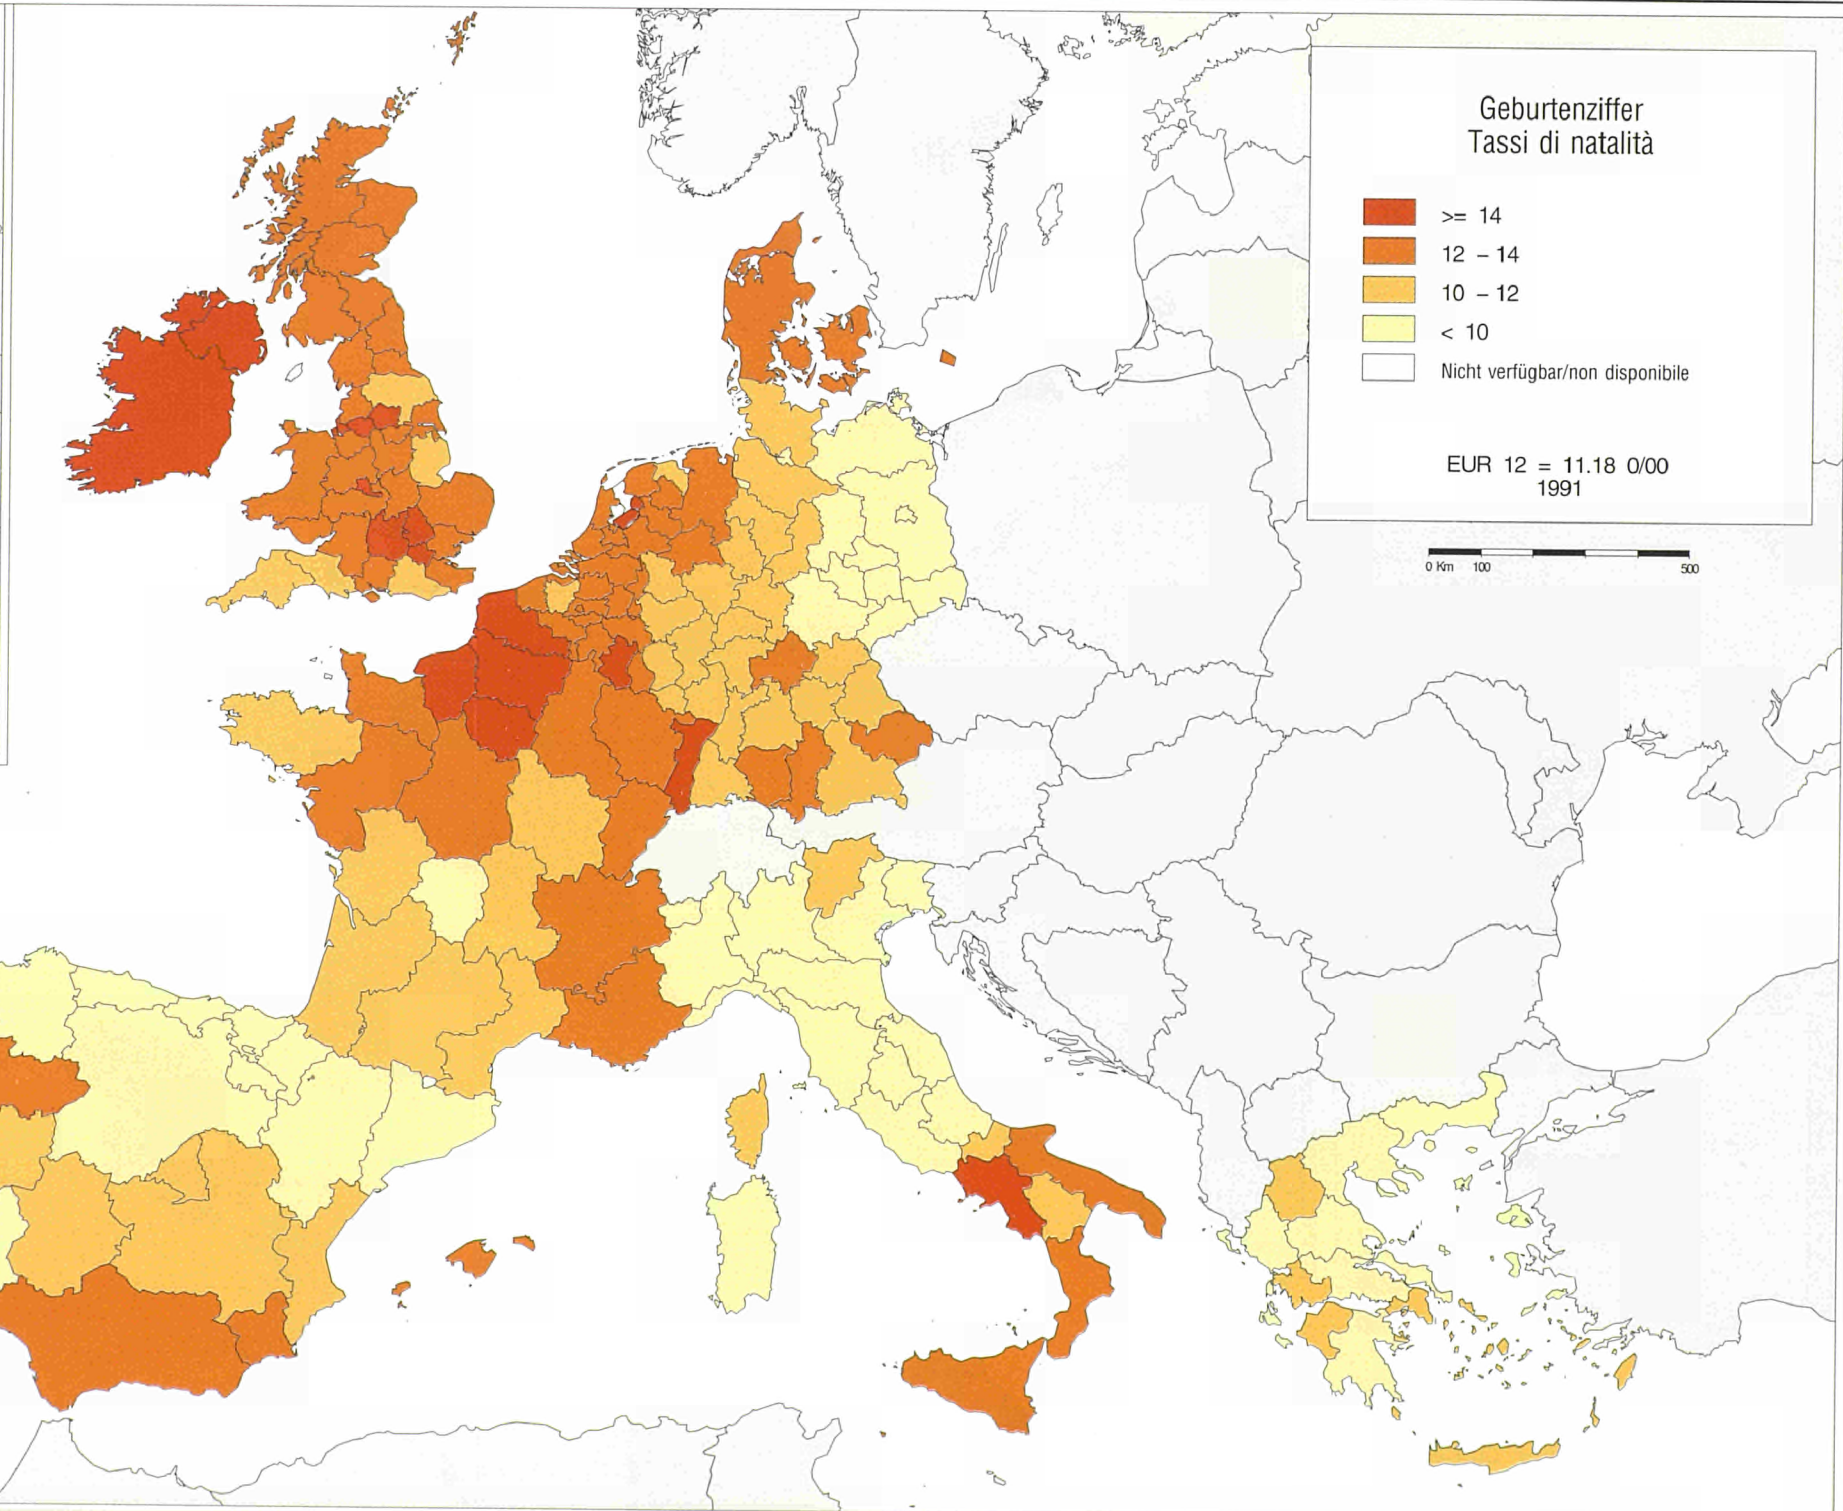 Geburtenziffer
Tassi di natalità
>= 14
12 – 14
10 – 12
< 10
Nicht verfügbar/non disponibile
EUR 12 = 11.18 0/00
1991
0 Km 100 500